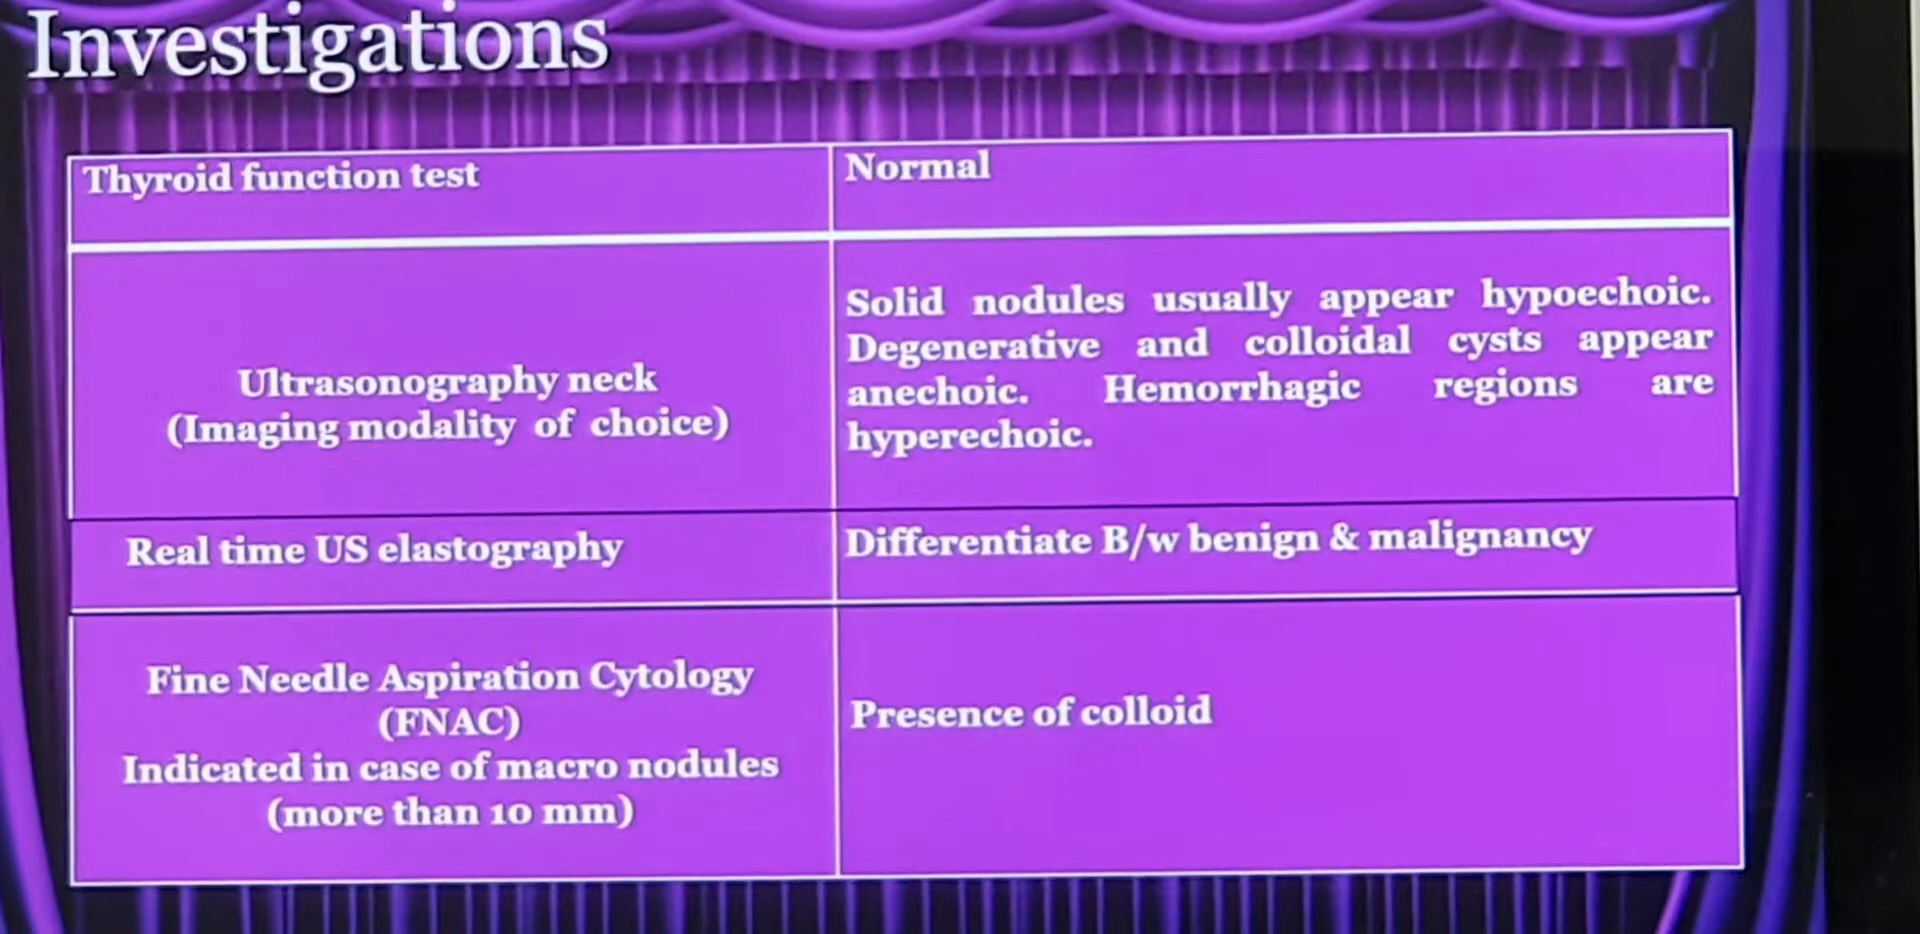 Investigations
Thyroid function test
Normal
Ultrasonography neck
(Imaging modality of choice)
Solid nodules usually appear hypoechoic.
Degenerative and colloidal cysts appear
anechoic. Hemorrhagic regions are
hyperechoic.
Real time US elastography
Differentiate B/w benign & malignancy
Fine Needle Aspiration Cytology
(FNAC)
Indicated in case of macro nodules
(more than 10 mm)
Presence of colloid